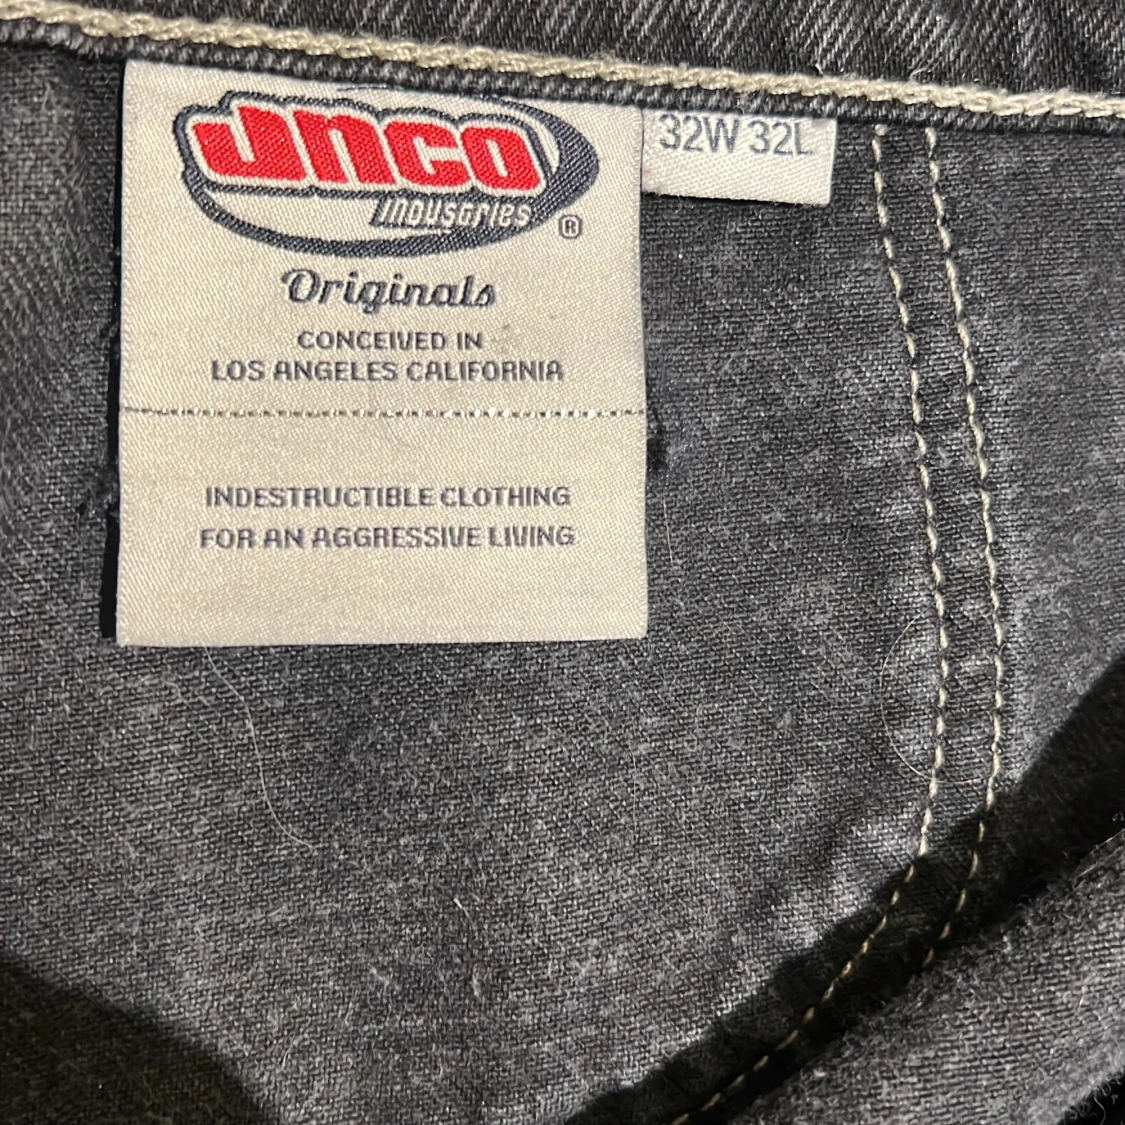 JNCO
INDUSTRIES
®
Originals
CONCEIVED IN
LOS ANGELES CALIFORNIA
INDESTRUCTIBLE CLOTHING
FOR AN AGGRESSIVE LIVING
32W 32L